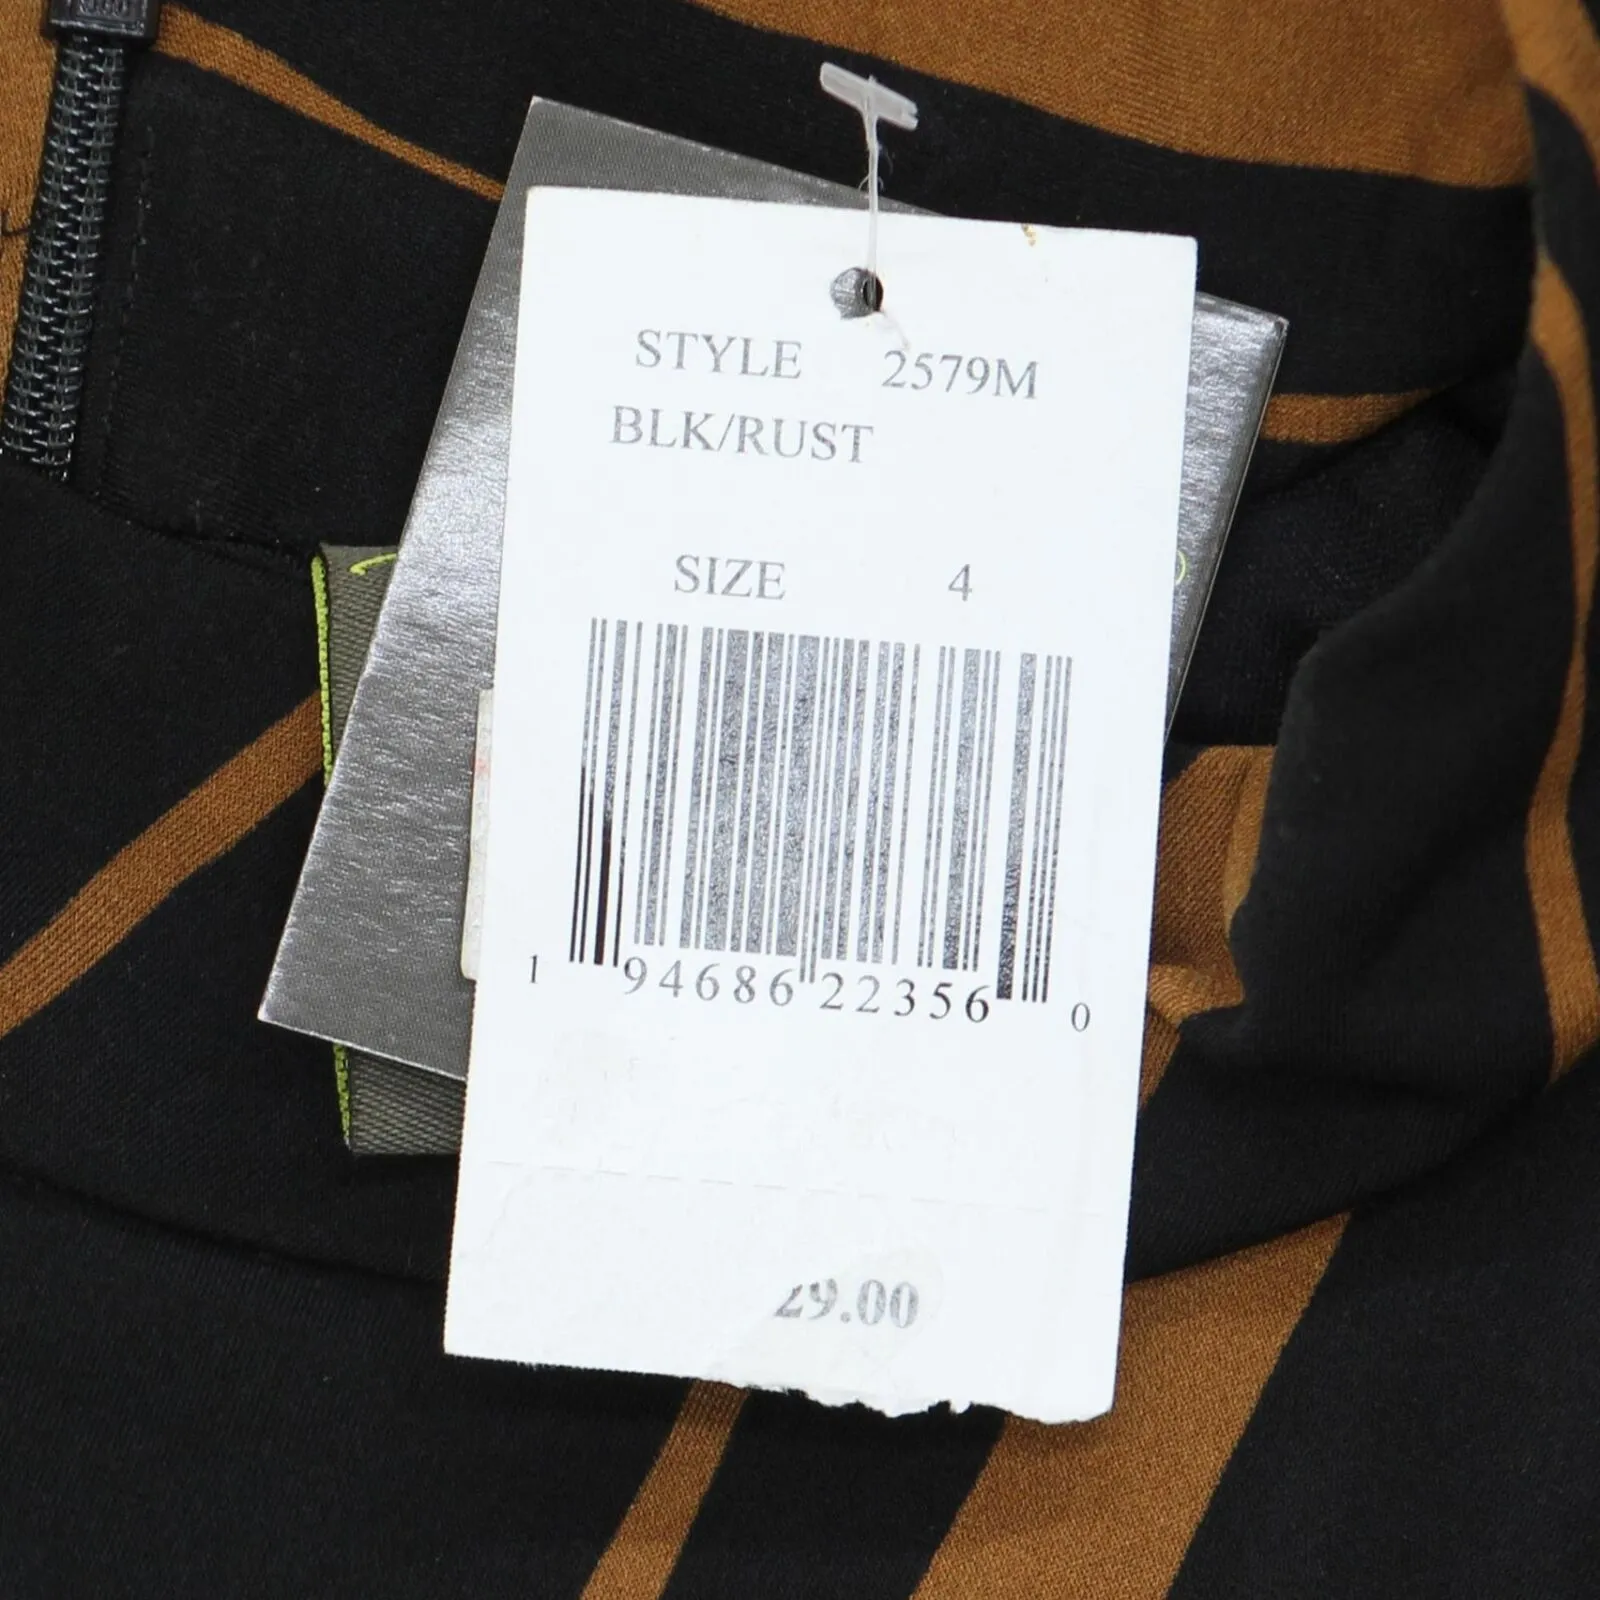 STYLE 2579M
BLK/RUST
SIZE 4
1 94686 22356 0
29.00